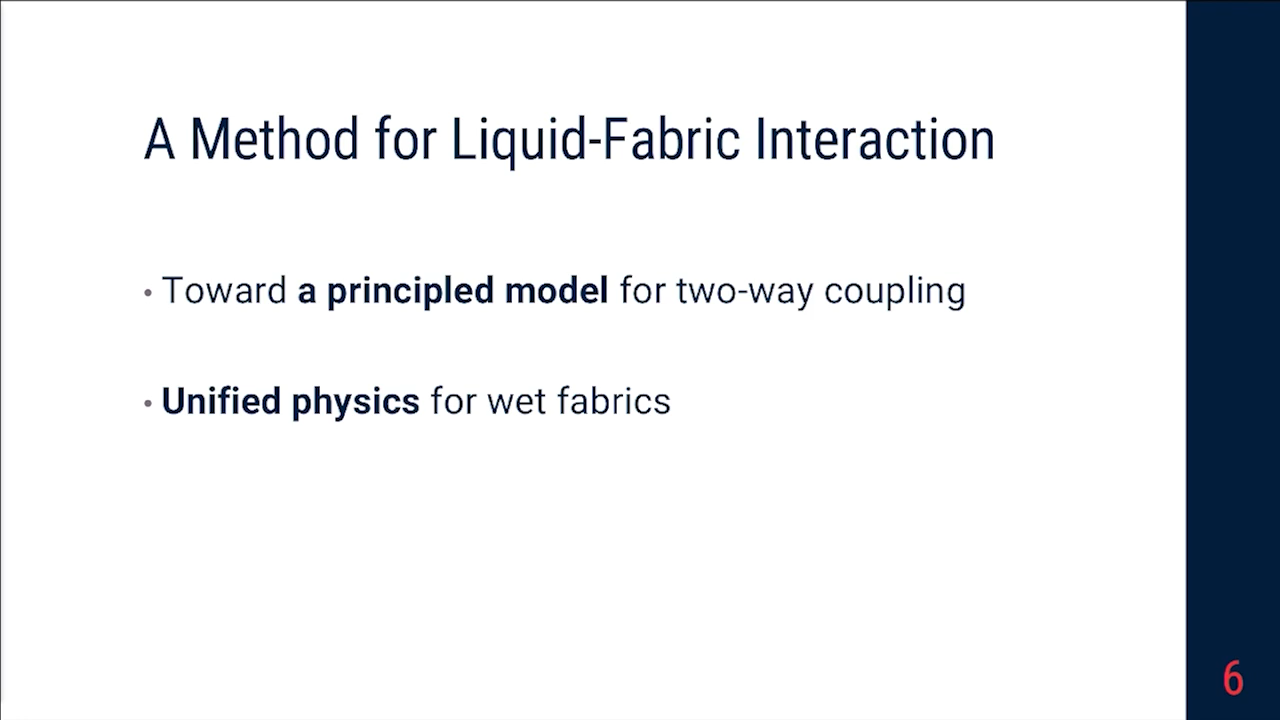 A Method for Liquid-Fabric Interaction
• Toward a principled model for two-way coupling
• Unified physics for wet fabrics
6